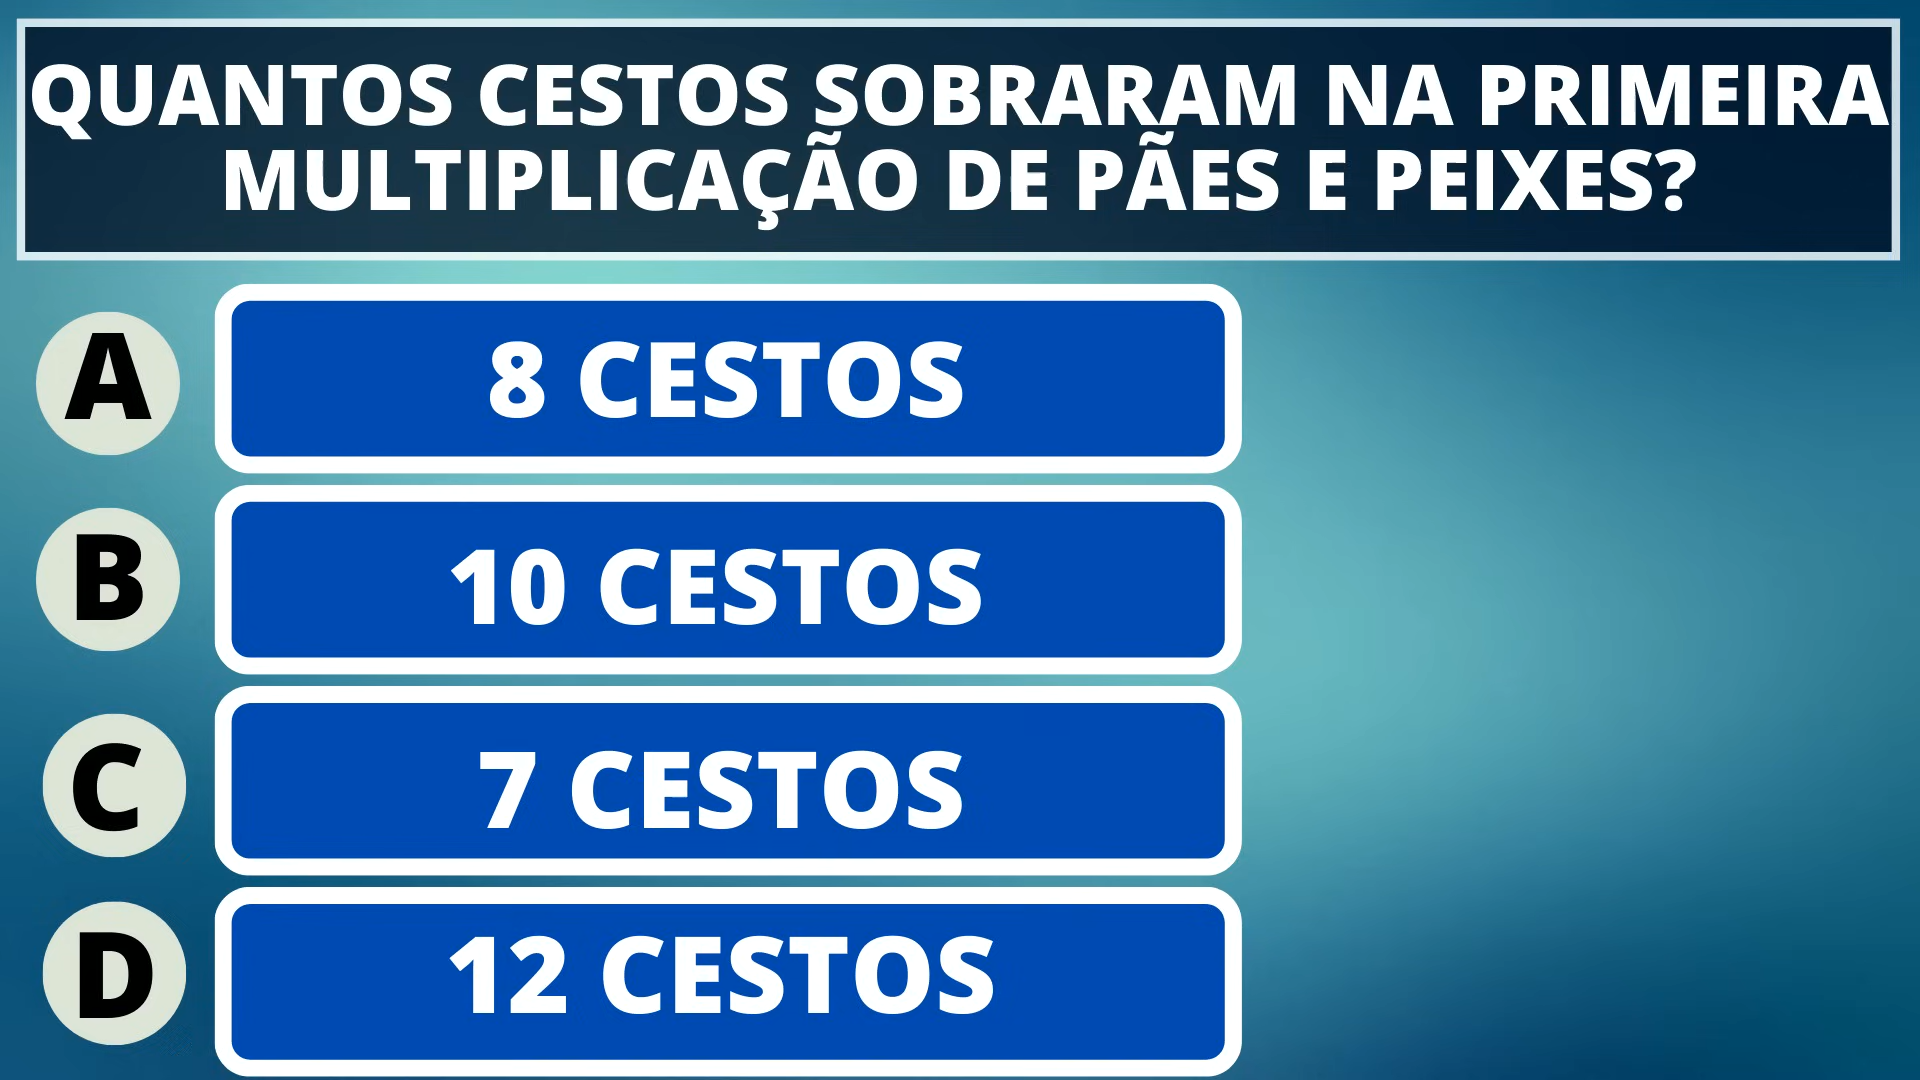 QUANTOS CESTOS SOBRARAM NA PRIMEIRA
MULTIPLICAÇÃO DE PÃES E PEIXES?
A
8 CESTOS
B
10 CESTOS
C
7 CESTOS
D
12 CESTOS